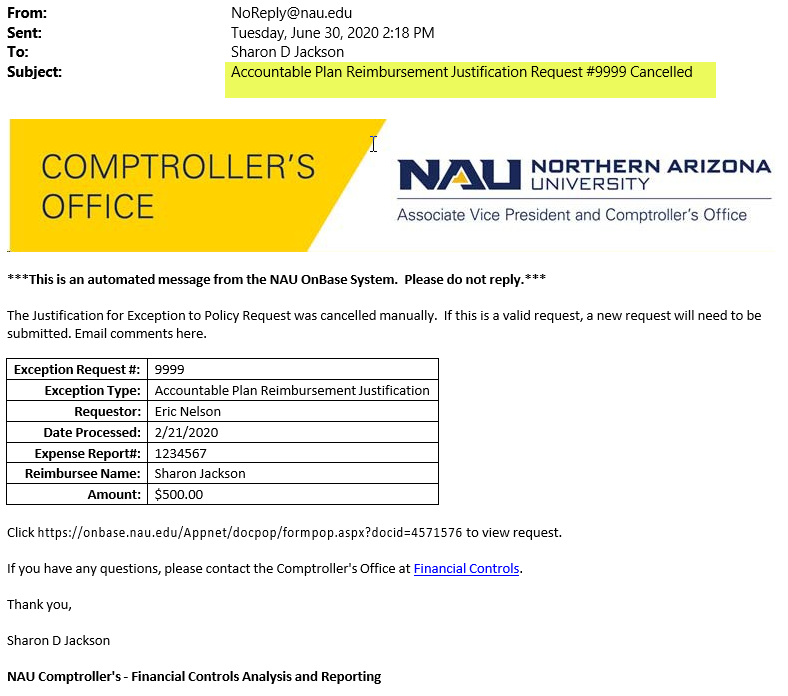 From: NoReply@nau.edu
Sent: Tuesday, June 30, 2020 2:18 PM
To: Sharon D Jackson
Subject: Accountable Plan Reimbursement Justification Request #9999 Cancelled
COMPTROLLER'S
OFFICE
NAU NORTHERN ARIZONA
UNIVERSITY
Associate Vice President and Comptroller's Office
***This is an automated message from the NAU OnBase System.  Please do not reply.***
The Justification for Exception to Policy Request was cancelled manually.  If this is a valid request, a new request will need to be
submitted. Email comments here.
Exception Request #: 9999
Exception Type: Accountable Plan Reimbursement Justification
Requestor: Eric Nelson
Date Processed: 2/21/2020
Expense Report#: 1234567
Reimbursee Name: Sharon Jackson
Amount: $500.00
Click https://onbase.nau.edu/Appnet/docpop/formpop.aspx?docid=4571576 to view request.
If you have any questions, please contact the Comptroller's Office at Financial Controls.
Thank you,
Sharon D Jackson
NAU Comptroller's - Financial Controls Analysis and Reporting